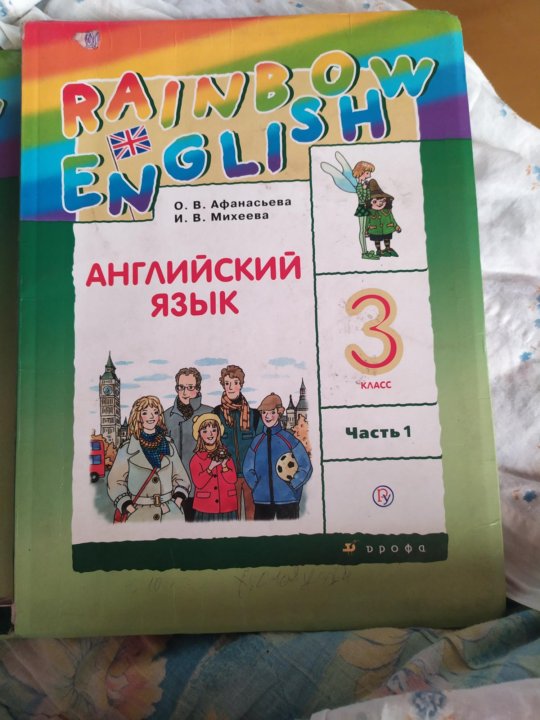 RAINBOW
ENGLISH
О. В. Афанасьева
И. В. Михеева
АНГЛИЙСКИЙ
ЯЗЫК
3
КЛАСС
Часть 1
дрофа